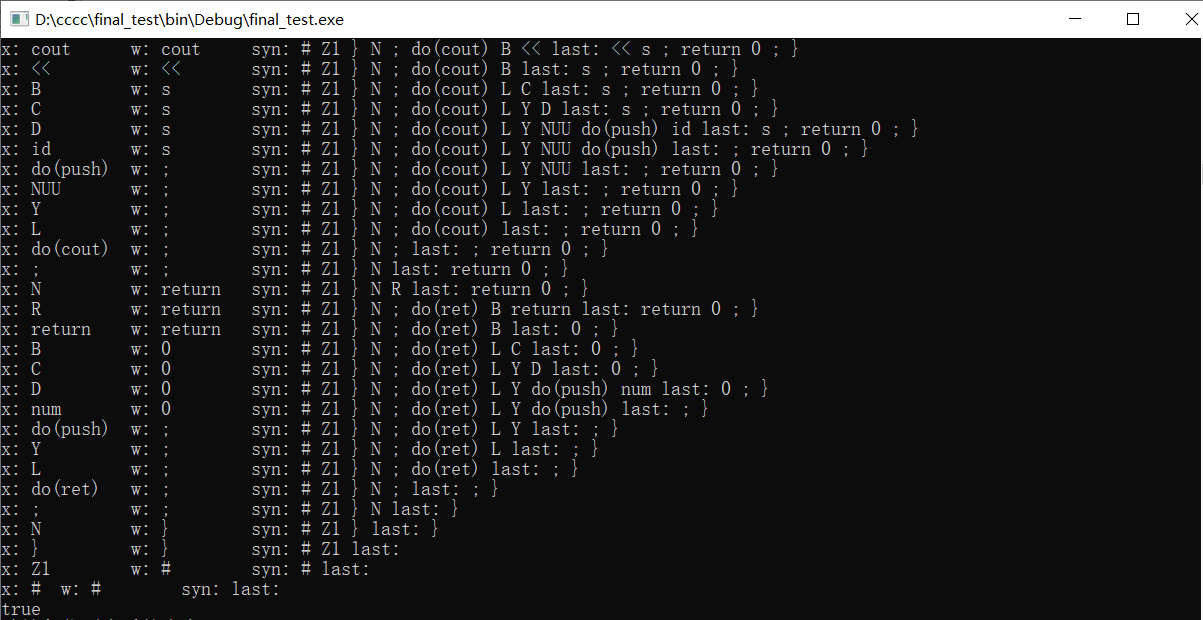 D:\cccc\final_test\bin\Debug\final_test.exe
x: cout w: cout syn: # Z1 } N ; do(cout) B << last: << s ; return 0 ; }
x: << w: << syn: # Z1 } N ; do(cout) B last: s ; return 0 ; }
x: B w: s syn: # Z1 } N ; do(cout) L C last: s ; return 0 ; }
x: C w: s syn: # Z1 } N ; do(cout) L Y D last: s ; return 0 ; }
x: D w: s syn: # Z1 } N ; do(cout) L Y NUU do(push) id last: s ; return 0 ; }
x: id w: s syn: # Z1 } N ; do(cout) L Y NUU do(push) last: ; return 0 ; }
x: do(push) w: ; syn: # Z1 } N ; do(cout) L Y NUU last: ; return 0 ; }
x: NUU w: ; syn: # Z1 } N ; do(cout) L Y last: ; return 0 ; }
x: Y w: ; syn: # Z1 } N ; do(cout) L last: ; return 0 ; }
x: L w: ; syn: # Z1 } N ; do(cout) last: ; return 0 ; }
x: do(cout) w: ; syn: # Z1 } N ; last: ; return 0 ; }
x: ; w: ; syn: # Z1 } N last: return 0 ; }
x: N w: return syn: # Z1 } N R last: return 0 ; }
x: R w: return syn: # Z1 } N ; do(ret) B return last: return 0 ; }
x: return w: return syn: # Z1 } N ; do(ret) B last: 0 ; }
x: B w: 0 syn: # Z1 } N ; do(ret) L C last: 0 ; }
x: C w: 0 syn: # Z1 } N ; do(ret) L Y D last: 0 ; }
x: D w: 0 syn: # Z1 } N ; do(ret) L Y do(push) num last: 0 ; }
x: num w: 0 syn: # Z1 } N ; do(ret) L Y do(push) last: ; }
x: do(push) w: ; syn: # Z1 } N ; do(ret) L Y last: ; }
x: Y w: ; syn: # Z1 } N ; do(ret) L last: ; }
x: L w: ; syn: # Z1 } N ; do(ret) last: ; }
x: do(ret) w: ; syn: # Z1 } N ; last: ; }
x: ; w: ; syn: # Z1 } N last: }
x: N w: } syn: # Z1 } last: }
x: } w: } syn: # Z1 last:
x: Z1 w: # syn: # last:
x: # w: # syn: last:
true